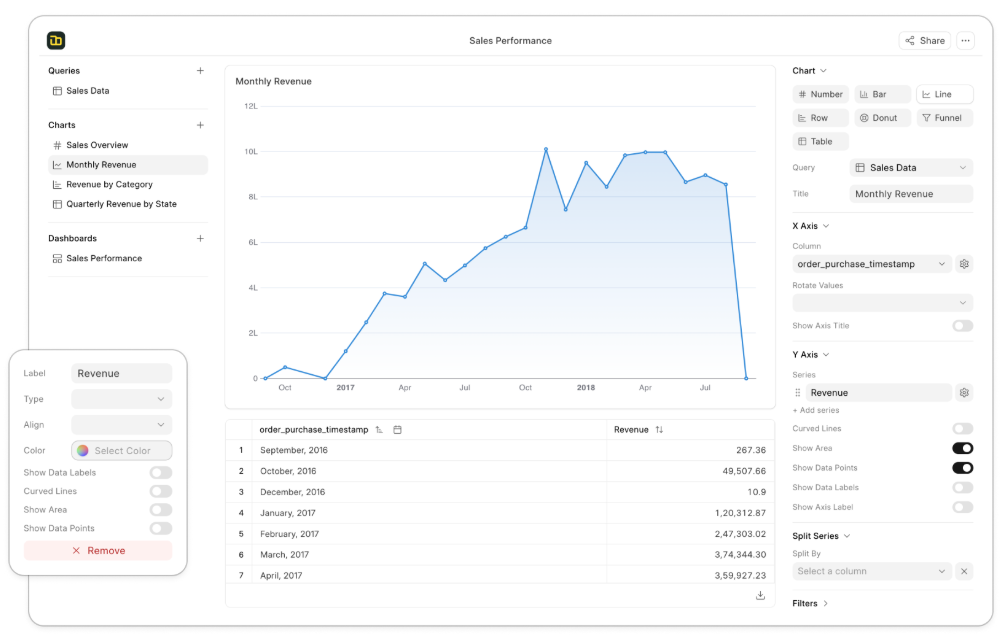 Sales Performance
Share
Queries
Sales Data
Charts
Sales Overview
Monthly Revenue
Revenue by Category
Quarterly Revenue by State
Dashboards
Sales Performance
Label Revenue
Type
Align
Color Select Color
Show Data Labels
Curved Lines
Show Area
Show Data Points
Remove
Monthly Revenue
12L
10L
8L
6L
4L
2L
0
Oct 2017 Apr Jul Oct 2018 Apr Jul
order_purchase_timestamp Revenue
1 September, 2016 267.36
2 October, 2016 49,507.66
3 December, 2016 10.9
4 January, 2017 1,20,312.87
5 February, 2017 2,47,303.02
6 March, 2017 3,74,344.30
7 April, 2017 3,59,927.23
Chart
Number Bar Line
Row Donut Funnel
Table
Query Sales Data
Title Monthly Revenue
X Axis
Column
order_purchase_timestamp
Rotate Values
Show Axis Title
Y Axis
Series
Revenue
+ Add series
Curved Lines
Show Area
Show Data Points
Show Data Labels
Show Axis Label
Split Series
Split By
Select a column
Filters